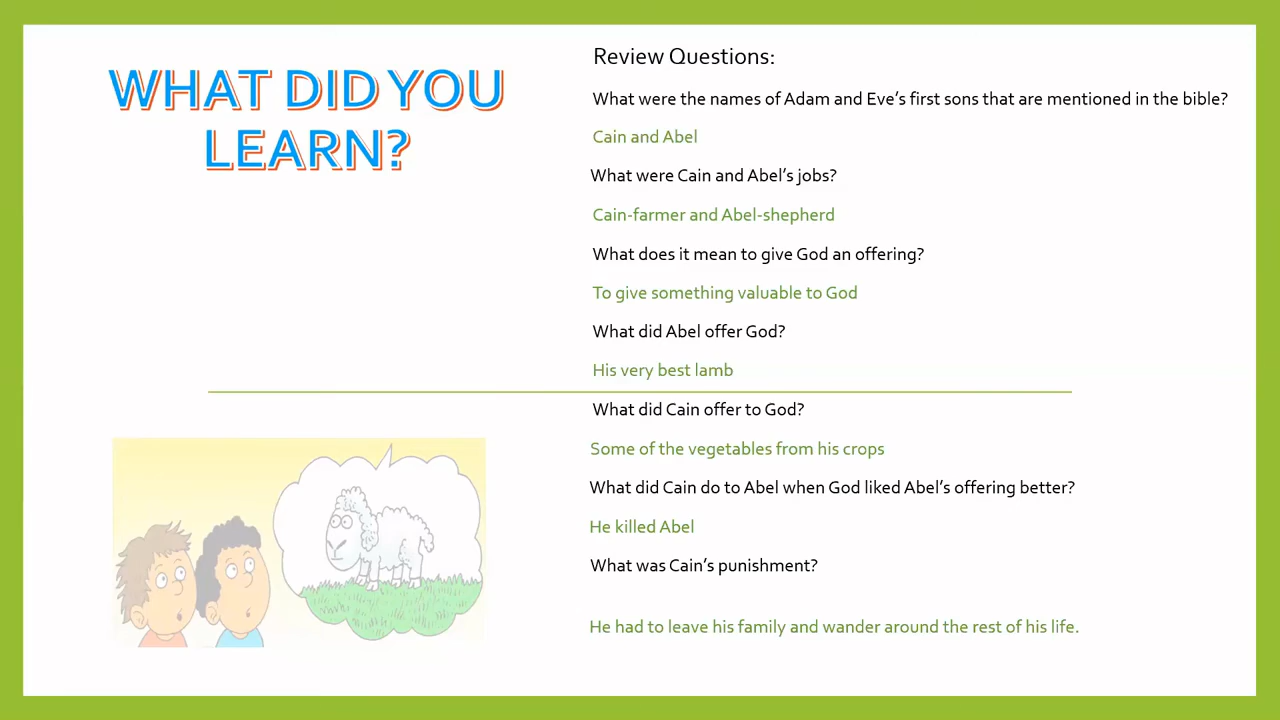 WHAT DID YOU
LEARN?
Review Questions:
What were the names of Adam and Eve’s first sons that are mentioned in the bible?
Cain and Abel
What were Cain and Abel’s jobs?
Cain-farmer and Abel-shepherd
What does it mean to give God an offering?
To give something valuable to God
What did Abel offer God?
His very best lamb
What did Cain offer to God?
Some of the vegetables from his crops
What did Cain do to Abel when God liked Abel’s offering better?
He killed Abel
What was Cain’s punishment?
He had to leave his family and wander around the rest of his life.